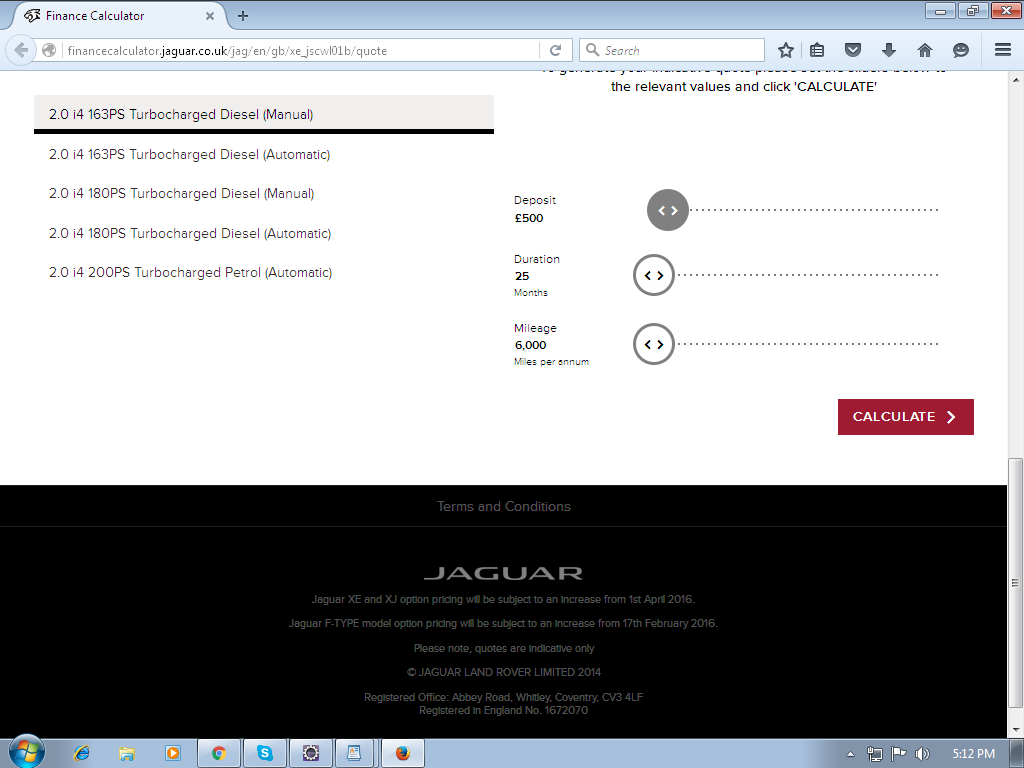 Finance Calculator
financecalculator.jaguar.co.uk/jag/en/gb/xe_jscwl01b/quote
Search
the relevant values and click 'CALCULATE'
2.0 i4 163PS Turbocharged Diesel (Manual)
2.0 i4 163PS Turbocharged Diesel (Automatic)
2.0 i4 180PS Turbocharged Diesel (Manual)
2.0 i4 180PS Turbocharged Diesel (Automatic)
2.0 i4 200PS Turbocharged Petrol (Automatic)
Deposit
£500
Duration
25
Months
Mileage
6,000
Miles per annum
CALCULATE
Terms and Conditions
JAGUAR
Jaguar XE and XJ option pricing will be subject to an increase from 1st April 2016.
Jaguar F-TYPE model option pricing will be subject to an increase from 17th February 2016.
Please note, quotes are indicative only
© JAGUAR LAND ROVER LIMITED 2014
Registered Office: Abbey Road, Whitley, Coventry, CV3 4LF
Registered in England No. 1672070
5:12 PM